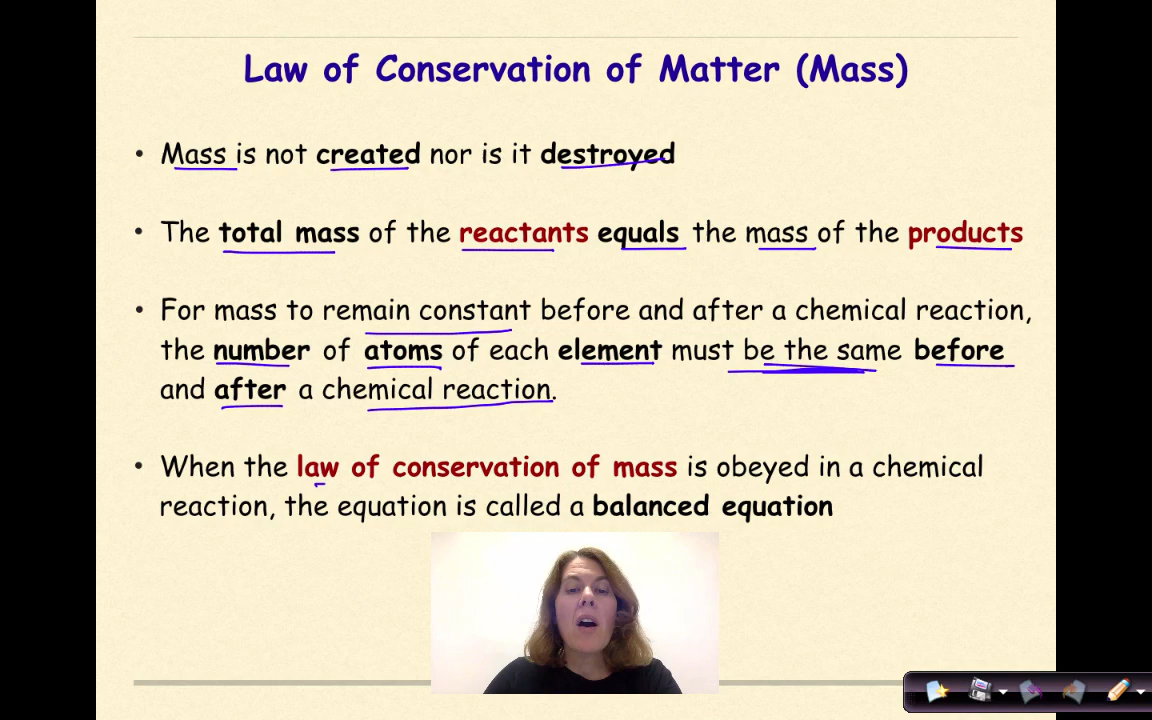 Law of Conservation of Matter (Mass)
• Mass is not created nor is it destroyed
• The total mass of the reactants equals the mass of the products
• For mass to remain constant before and after a chemical reaction,
the number of atoms of each element must be the same before
and after a chemical reaction.
• When the law of conservation of mass is obeyed in a chemical
reaction, the equation is called a balanced equation